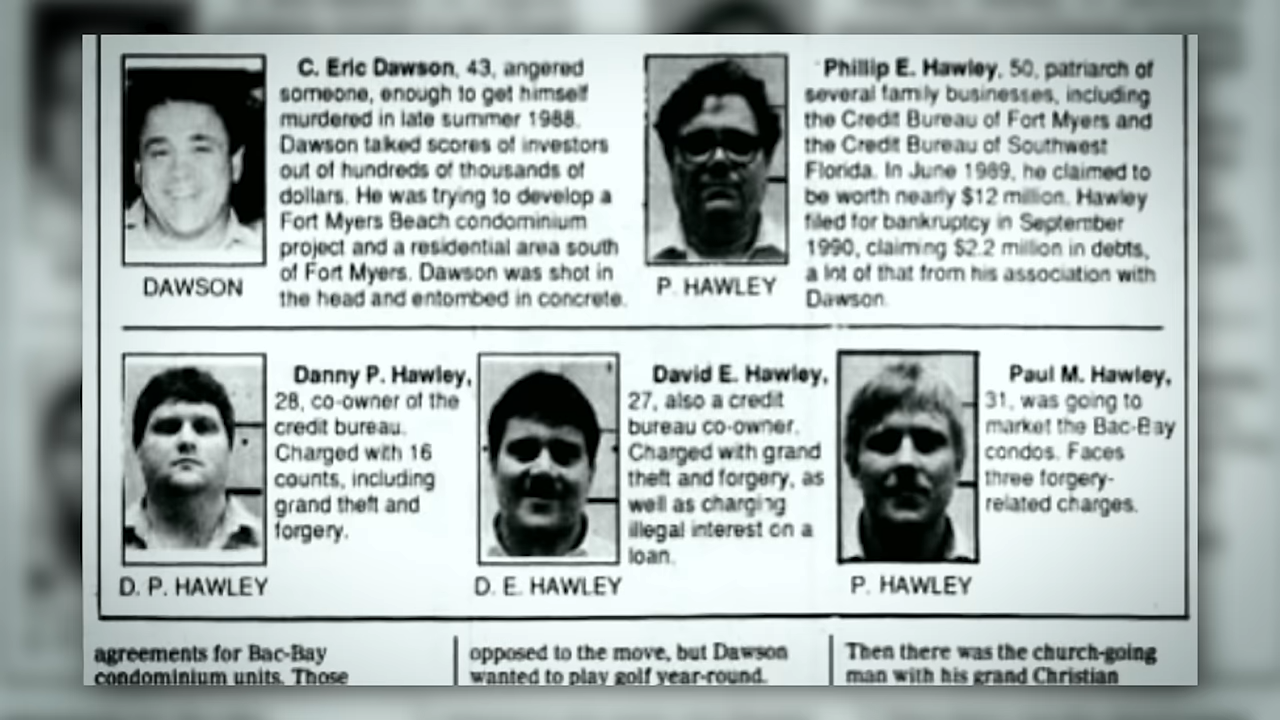 C. Eric Dawson, 43, angered
someone, enough to get himself
murdered in late summer 1988.
Dawson talked scores of investors
out of hundreds of thousands of
dollars. He was trying to develop a
Fort Myers Beach condominium
project and a residential area south
of Fort Myers. Dawson was shot in
the head and entombed in concrete.
DAWSON
Phillip E. Hawley, 50, patriarch of
several family businesses, including
the Credit Bureau of Fort Myers and
the Credit Bureau of Southwest
Florida. In June 1989, he claimed to
be worth nearly $12 million. Hawley
filed for bankruptcy in September
1990, claiming $2.2 million in debts,
a lot of that from his association with
Dawson.
P. HAWLEY
Danny P. Hawley,
28, co-owner of the
credit bureau.
Charged with 16
counts, including
grand theft and
forgery.
D. P. HAWLEY
David E. Hawley,
27, also a credit
bureau co-owner.
Charged with grand
theft and forgery, as
well as charging
illegal interest on a
loan.
D. E. HAWLEY
Paul M. Hawley,
31, was going to
market the Bac-Bay
condos. Faces
three forgery-
related charges.
P. HAWLEY
agreements for Bac-Bay
condominium units. Those
opposed to the move, but Dawson
wanted to play golf year-round.
Then there was the church-going
man with his grand Christian